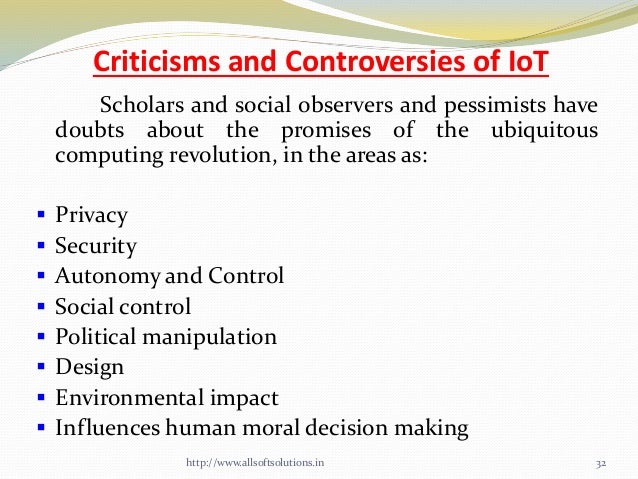 Criticisms and Controversies of IoT
Scholars and social observers and pessimists have
doubts about the promises of the ubiquitous
computing revolution, in the areas as:
▪ Privacy
▪ Security
▪ Autonomy and Control
▪ Social control
▪ Political manipulation
▪ Design
▪ Environmental impact
▪ Influences human moral decision making
http://www.allsoftsolutions.in 32